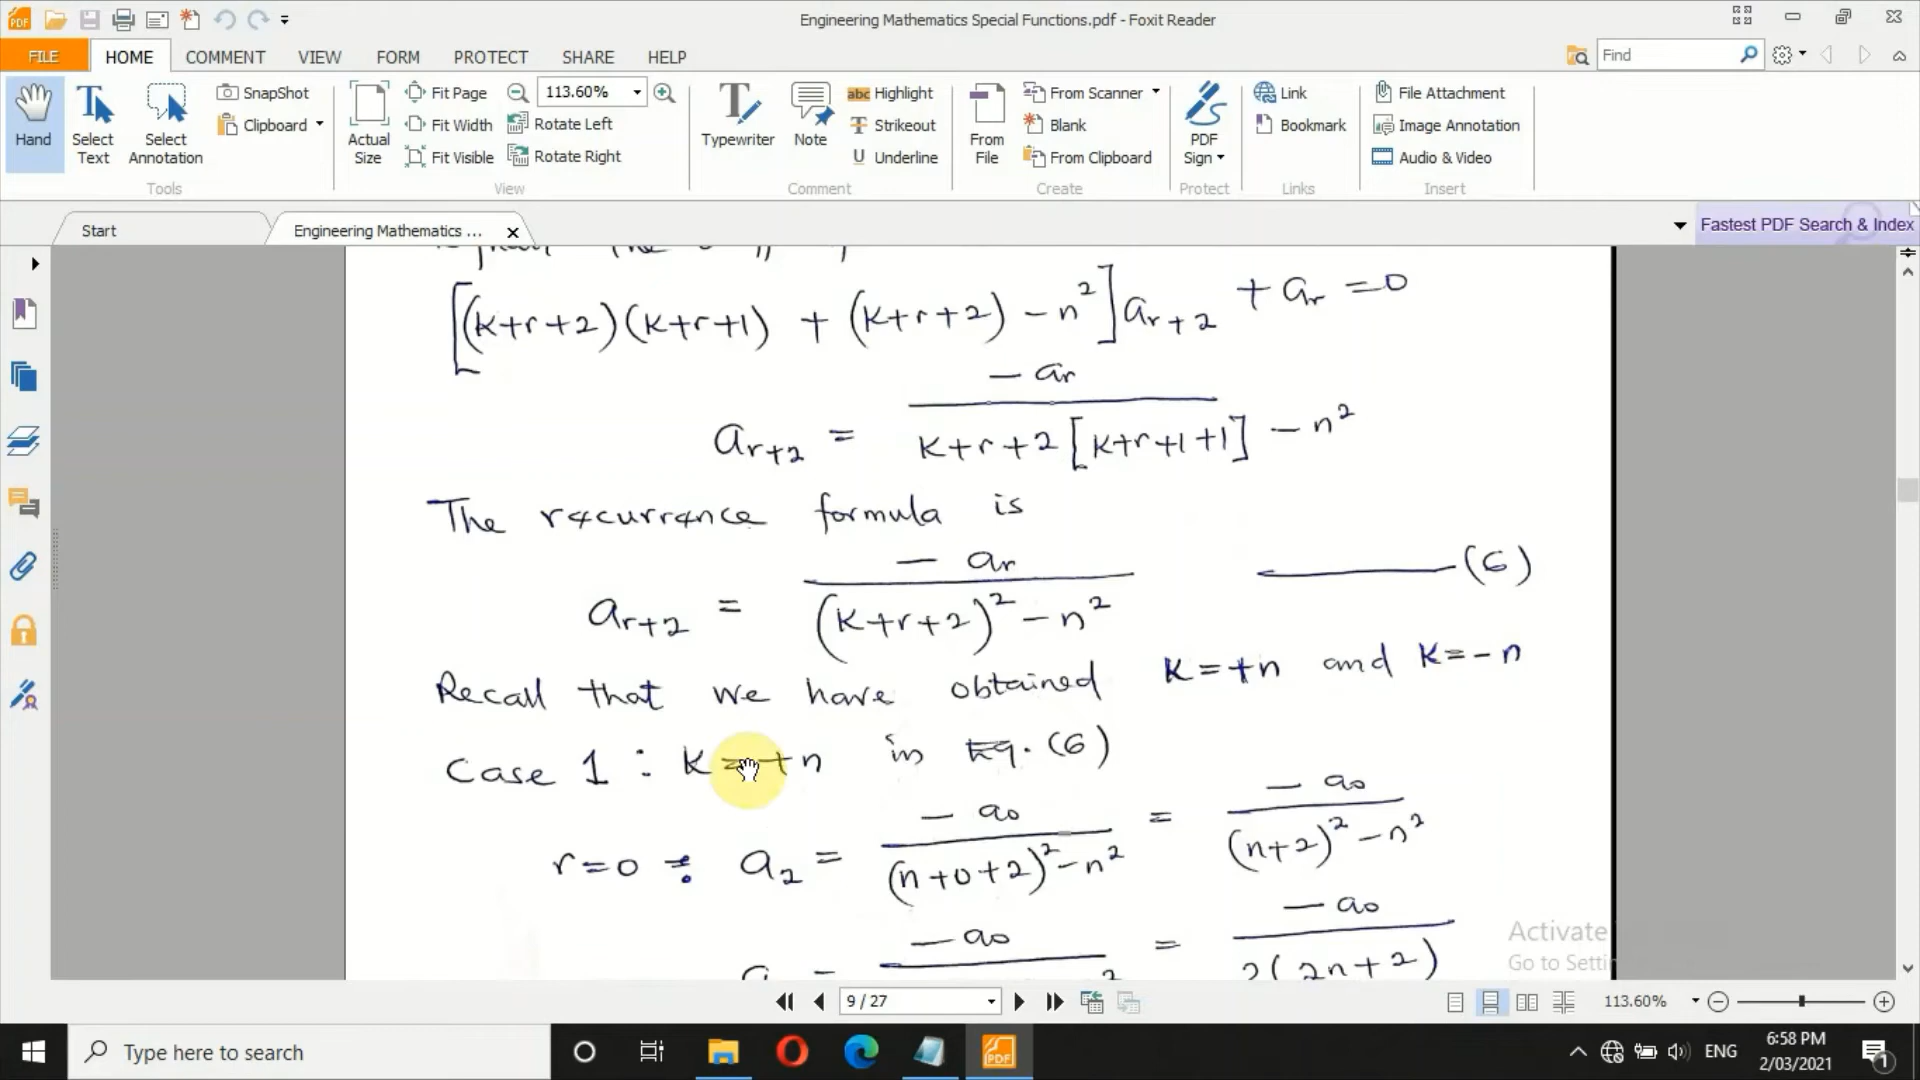 Engineering Mathematics Special Functions.pdf - Foxit Reader
FILE HOME COMMENT VIEW FORM PROTECT SHARE HELP Find
Hand Select Text Select Annotation SnapShot Clipboard Tools
Actual Size Fit Page Fit Width Fit Visible 113.60% Rotate Left Rotate Right View
Typewriter Note Highlight Strikeout Underline Comment
From File From Scanner Blank From Clipboard Create
PDF Sign Protect
Link Bookmark Links
File Attachment Image Annotation Audio & Video Insert
Start Engineering Mathematics ... Fastest PDF Search & Index
[(k+r+2)(k+r+1) + (k+r+2) - n²] a_{r+2} + a_r = 0
a_{r+2} = -a_r / k+r+2[k+r+1+1] - n²
The recurrance formula is
a_{r+2} = -a_r / (k+r+2)² - n² ——— (6)
Recall that we have obtained k=+n and k=-n
Case 1 : k=+n in Eq. (6)
r=0 : a₂ = -a₀ / (n+0+2)² - n² = -a₀ / (n+2)² - n²
-a₀ = -a₀ / 2(2n+2)
Activate
Go to Setti
9 / 27 113.60%
Type here to search ENG 6:58 PM
2/03/2021 1